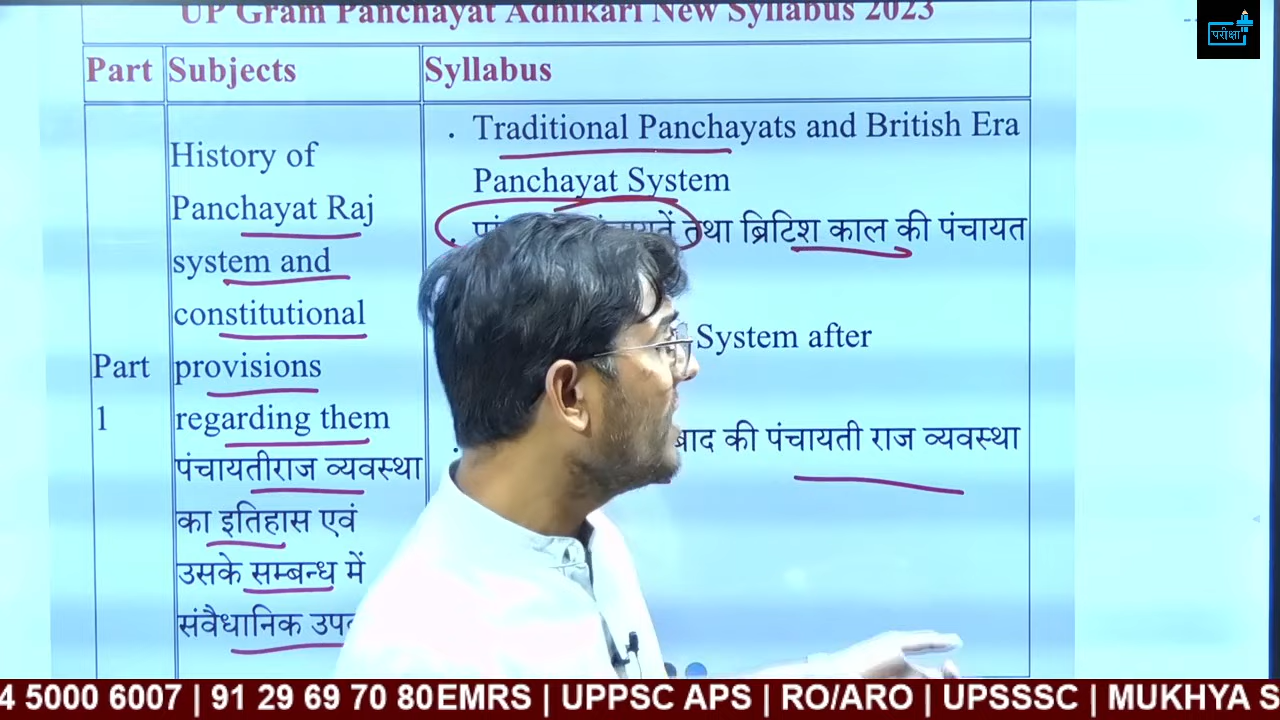 UP Gram Panchayat Adhikari New Syllabus 2023
परीक्षा
Part Subjects Syllabus
Part
1
History of
Panchayat Raj
system and
constitutional
provisions
regarding them
पंचायतीराज व्यवस्था
का इतिहास एवं
उसके सम्बन्ध में
संवैधानिक
. Traditional Panchayats and British Era
Panchayat System
तथा ब्रिटिश काल की पंचायत
System after
बाद की पंचायती राज व्यवस्था
4 5000 6007 | 91 29 69 70 80EMRS | UPPSC APS | RO/ARO | UPSSSC | MUKHYA S